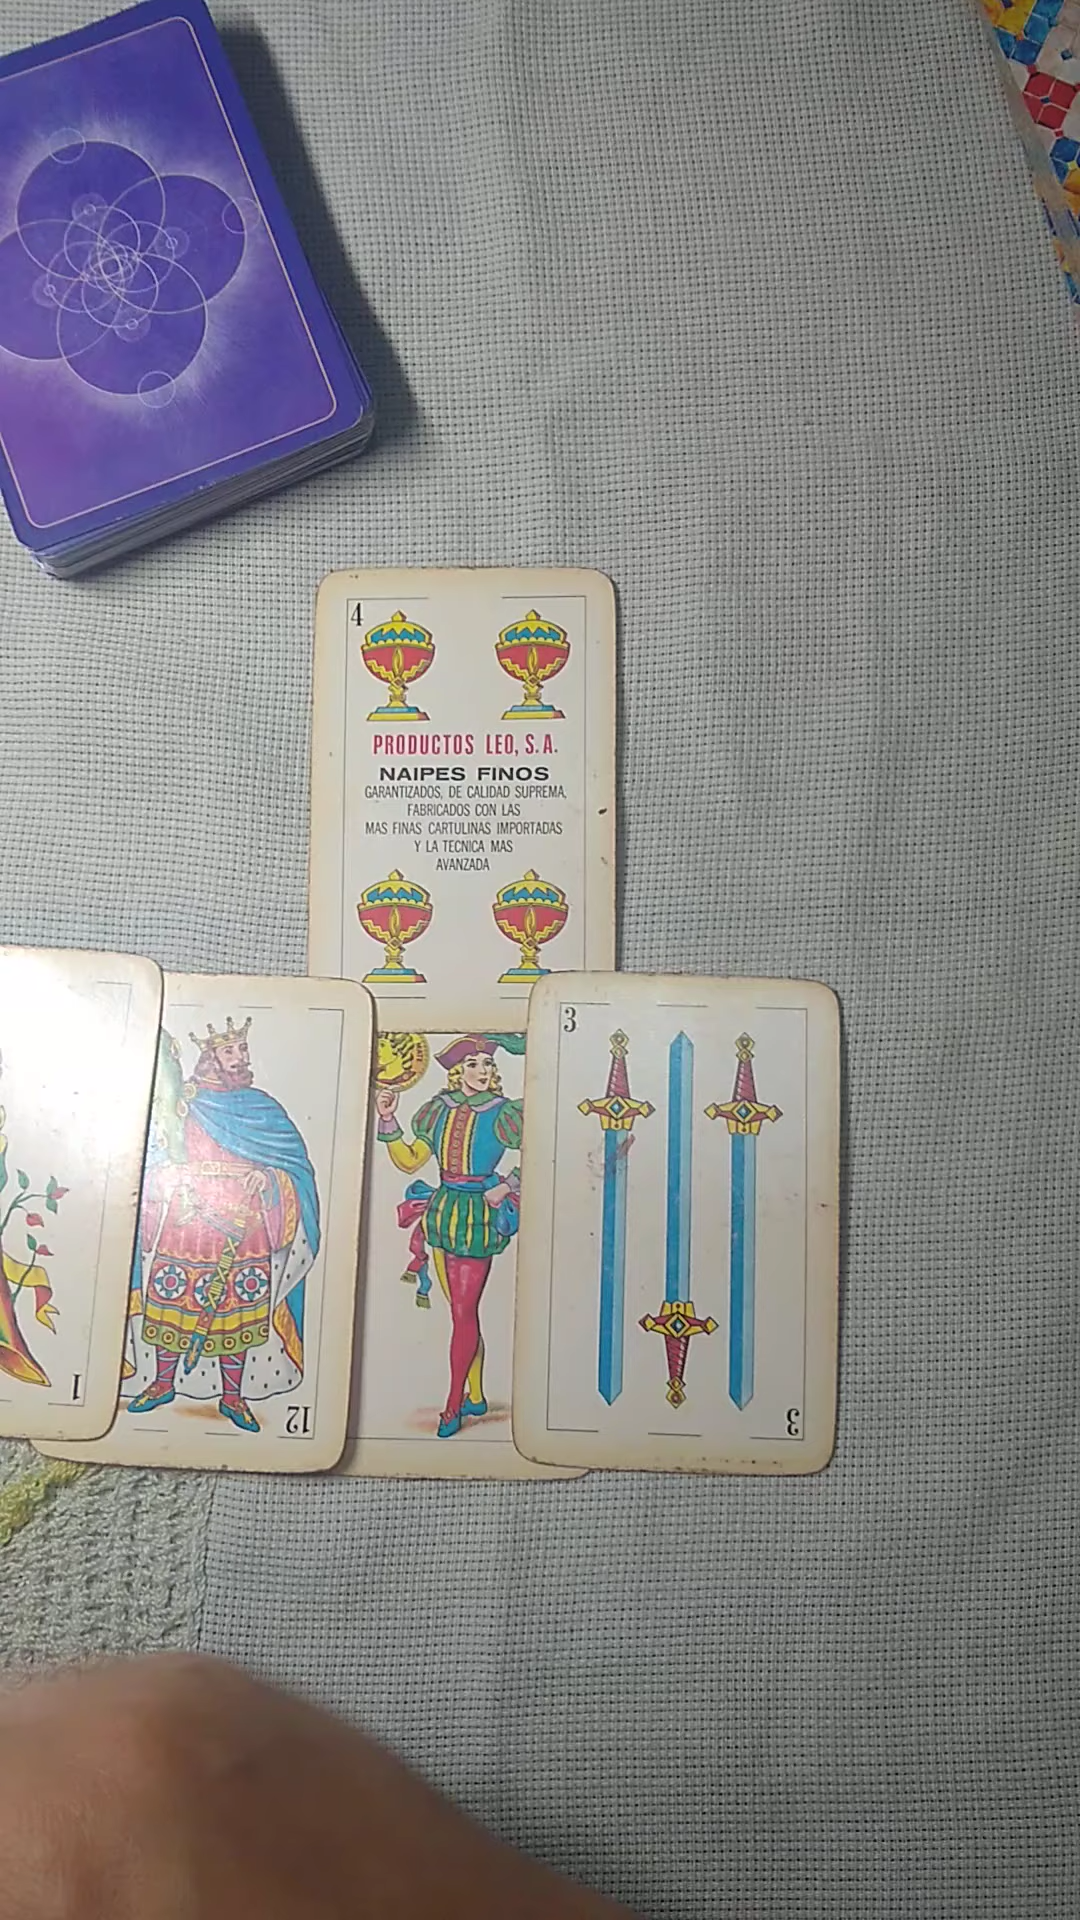 4
PRODUCTOS LEO, S.A.
NAIPES FINOS
GARANTIZADOS, DE CALIDAD SUPREMA,
FABRICADOS CON LAS
MAS FINAS CARTULINAS IMPORTADAS
Y LA TECNICA MAS
AVANZADA
1
12
3
3